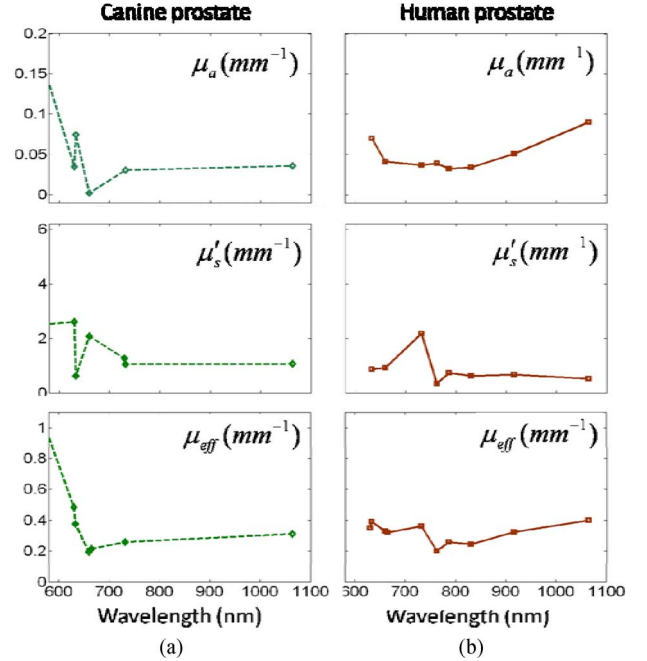 Canine prostate Human prostate
0.2
0.15
0.1
0.05
0
μa(mm⁻¹)
μa(mm ¹)
6
4
2
0
μ′s(mm⁻¹)
μ′s(mm ¹)
1
0.8
0.6
0.4
0.2
0
μeff(mm⁻¹)
μeff(mm⁻¹)
600 700 800 900 1000 1100 600 700 800 900 1000 1100
Wavelength (nm) Wavelength (nm)
(a) (b)